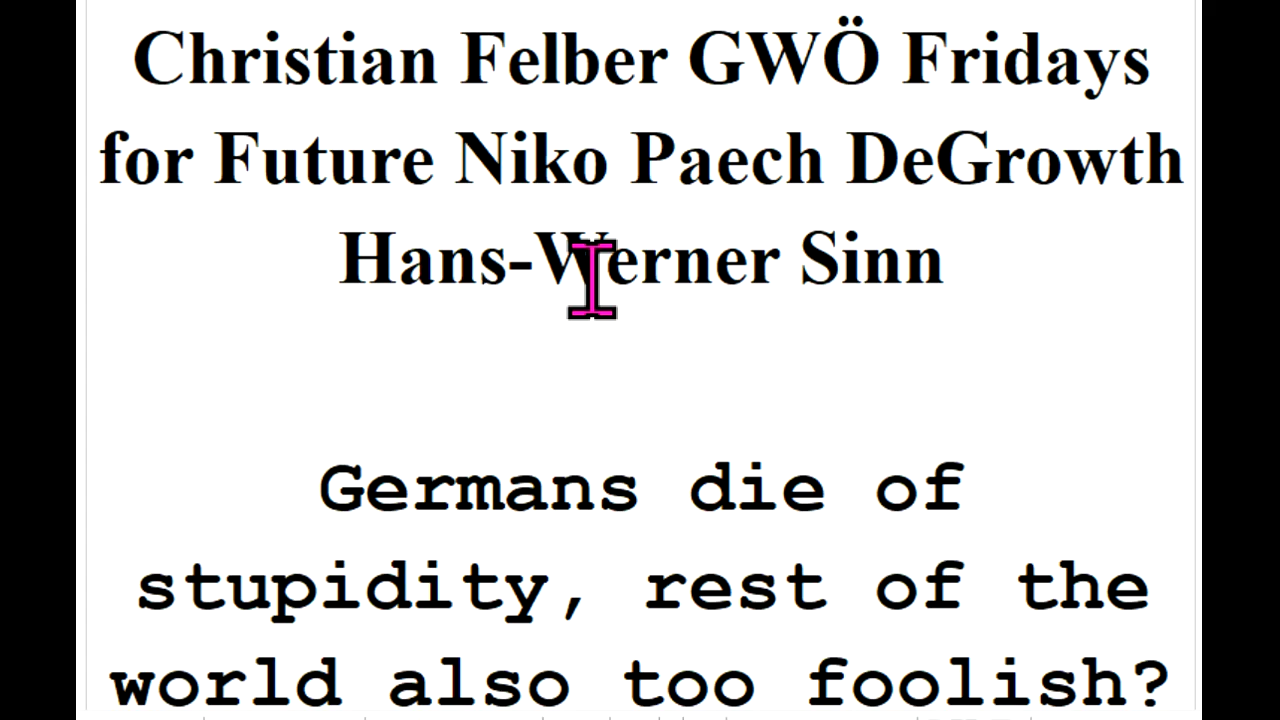 Christian Felber GWÖ Fridays
for Future Niko Paech DeGrowth
Hans-Werner Sinn
Germans die of
stupidity, rest of the
world also too foolish?